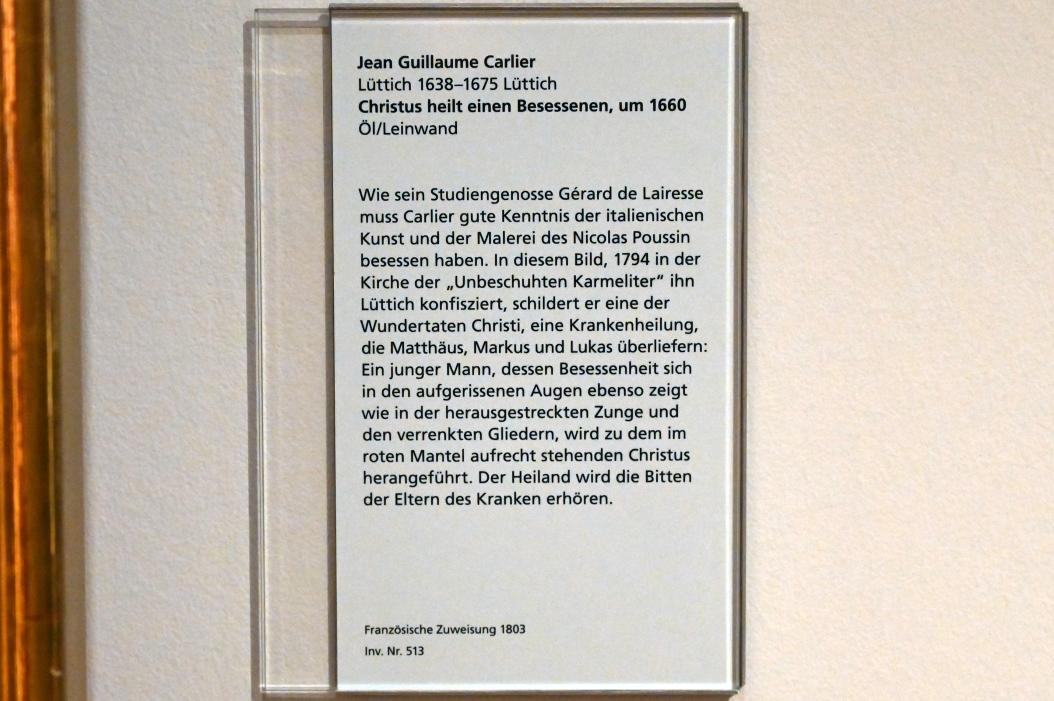 Jean Guillaume Carlier
Lüttich 1638–1675 Lüttich
Christus heilt einen Besessenen, um 1660
Öl/Leinwand
Wie sein Studiengenosse Gérard de Lairesse
muss Carlier gute Kenntnis der italienischen
Kunst und der Malerei des Nicolas Poussin
besessen haben. In diesem Bild, 1794 in der
Kirche der „Unbeschuhten Karmeliter“ ihn
Lüttich konfisziert, schildert er eine der
Wundertaten Christi, eine Krankenheilung,
die Matthäus, Markus und Lukas überliefern:
Ein junger Mann, dessen Besessenheit sich
in den aufgerissenen Augen ebenso zeigt
wie in der herausgestreckten Zunge und
den verrenkten Gliedern, wird zu dem im
roten Mantel aufrecht stehenden Christus
herangeführt. Der Heiland wird die Bitten
der Eltern des Kranken erhören.
Französische Zuweisung 1803
Inv. Nr. 513